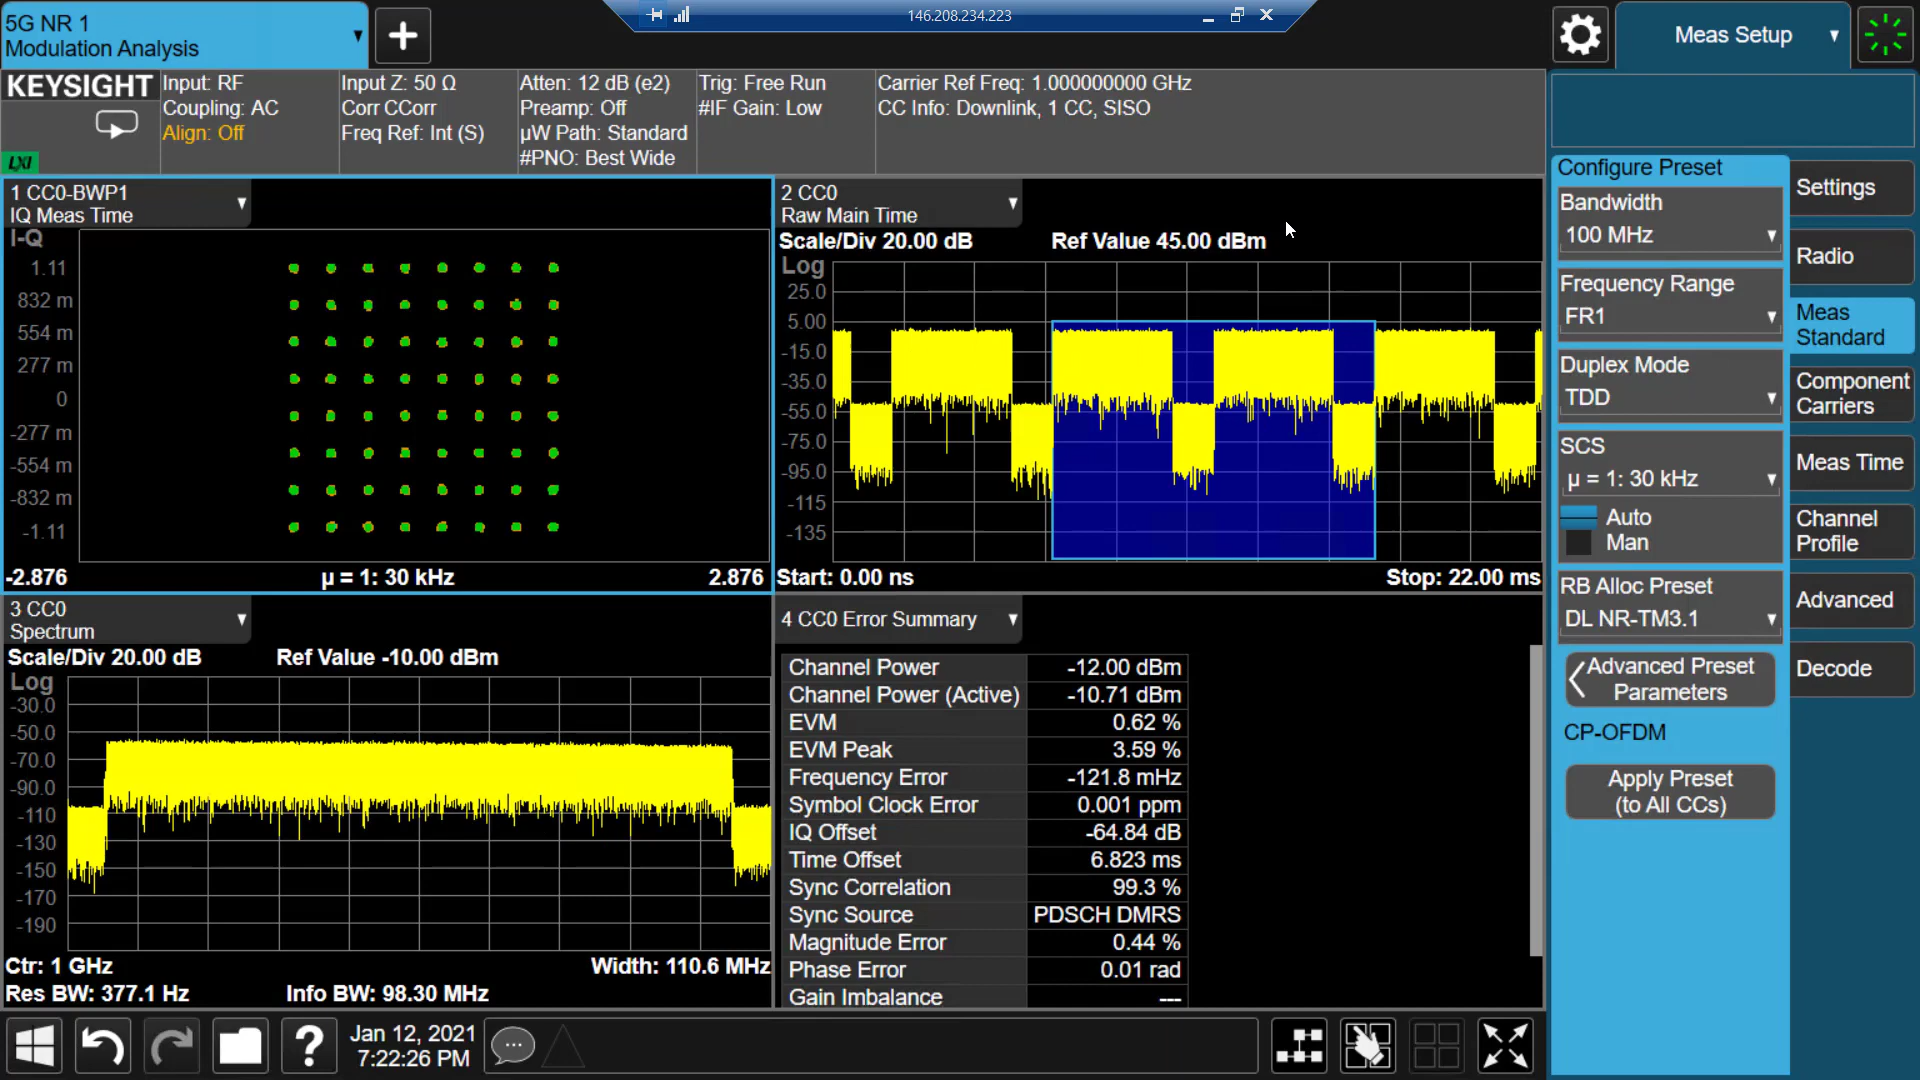 5G NR 1
Modulation Analysis
146.208.234.223
Meas Setup
KEYSIGHT
LXI
Input: RF
Coupling: AC
Align: Off
Input Z: 50 Ω
Corr CCorr
Freq Ref: Int (S)
Atten: 12 dB (e2)
Preamp: Off
µW Path: Standard
#PNO: Best Wide
Trig: Free Run
#IF Gain: Low
Carrier Ref Freq: 1.000000000 GHz
CC Info: Downlink, 1 CC, SISO
1 CC0-BWP1
IQ Meas Time
I-Q
1.11
832 m
554 m
277 m
0
-277 m
-554 m
-832 m
-1.11
-2.876
µ = 1: 30 kHz
2.876
2 CC0
Raw Main Time
Scale/Div 20.00 dB
Ref Value 45.00 dBm
Log
25.0
5.00
-15.0
-35.0
-55.0
-75.0
-95.0
-115
-135
Start: 0.00 ns
Stop: 22.00 ms
3 CC0
Spectrum
Scale/Div 20.00 dB
Ref Value -10.00 dBm
Log
-30.0
-50.0
-70.0
-90.0
-110
-130
-150
-170
-190
Ctr: 1 GHz
Width: 110.6 MHz
Res BW: 377.1 Hz
Info BW: 98.30 MHz
4 CC0 Error Summary
Channel Power -12.00 dBm
Channel Power (Active) -10.71 dBm
EVM 0.62 %
EVM Peak 3.59 %
Frequency Error -121.8 mHz
Symbol Clock Error 0.001 ppm
IQ Offset -64.84 dB
Time Offset 6.823 ms
Sync Correlation 99.3 %
Sync Source PDSCH DMRS
Magnitude Error 0.44 %
Phase Error 0.01 rad
Gain Imbalance ---
Configure Preset
Bandwidth
100 MHz
Frequency Range
FR1
Duplex Mode
TDD
SCS
µ = 1: 30 kHz
Auto
Man
RB Alloc Preset
DL NR-TM3.1
Advanced Preset
Parameters
CP-OFDM
Apply Preset
(to All CCs)
Settings
Radio
Meas
Standard
Component
Carriers
Meas Time
Channel
Profile
Advanced
Decode
Jan 12, 2021
7:22:26 PM